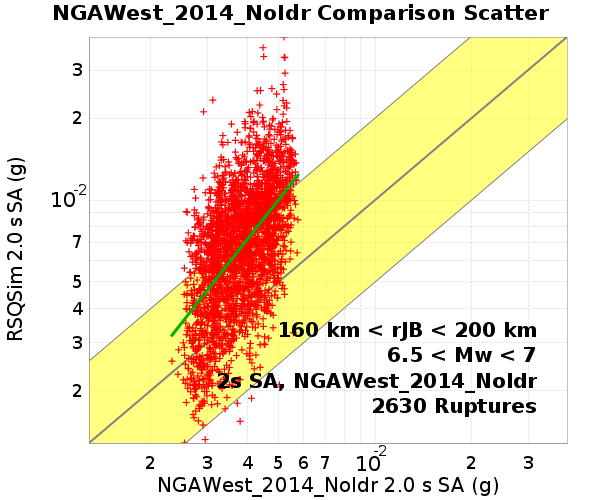 NGAWest_2014_NoIdr Comparison Scatter
RSQSim 2.0 s SA (g)
3
2
10-2
7
5
4
3
2
160 km < rJB < 200 km
6.5 < Mw < 7
2s SA, NGAWest_2014_NoIdr
2630 Ruptures
2 3 4 5 6 7 10-2 2 3
NGAWest_2014_NoIdr 2.0 s SA (g)